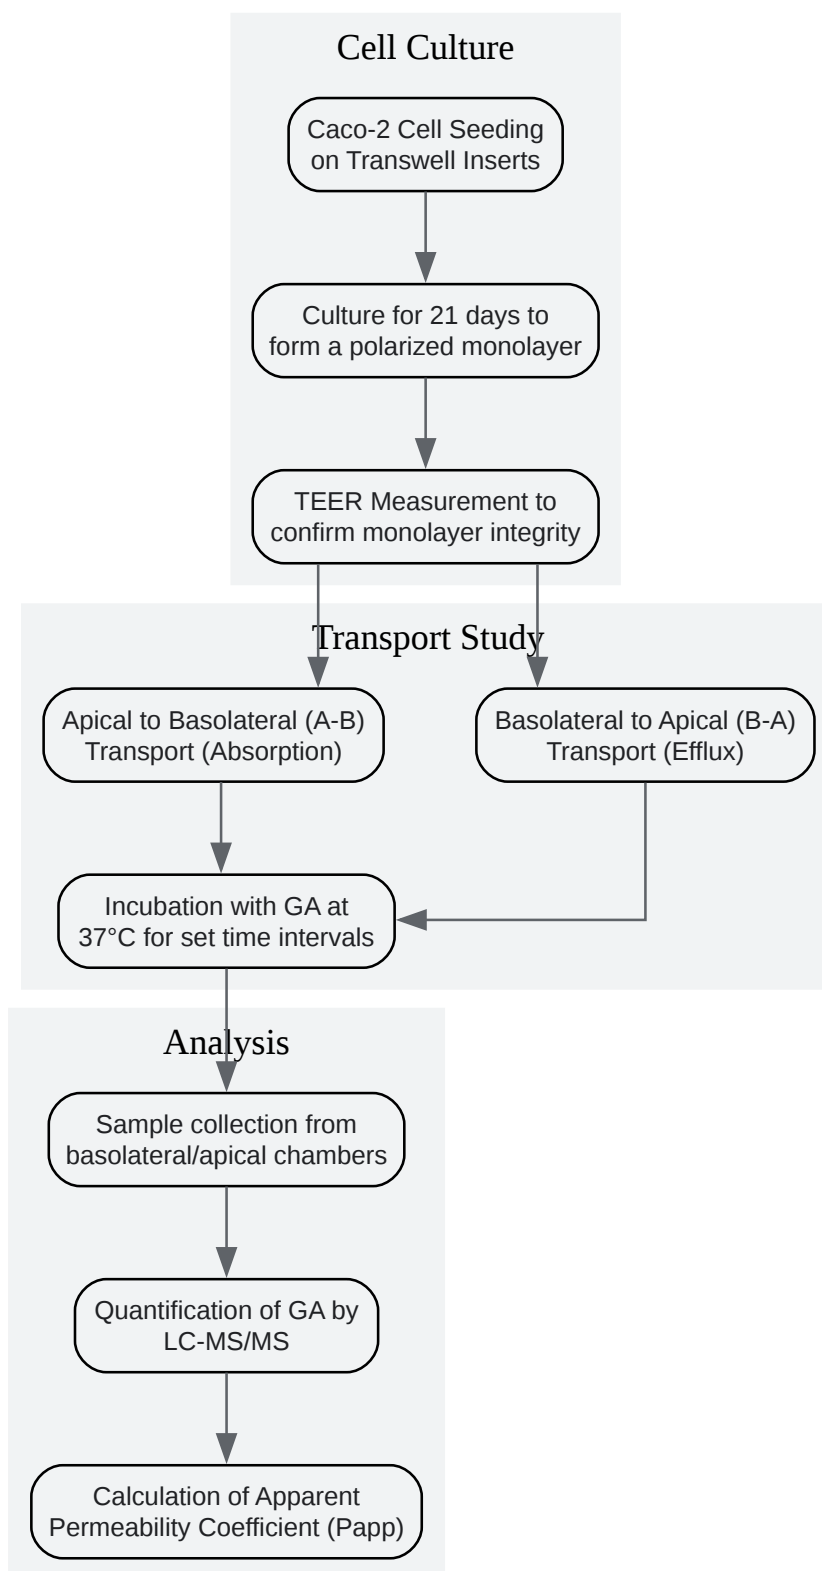 Cell Culture
Caco-2 Cell Seeding
on Transwell Inserts
Culture for 21 days to
form a polarized monolayer
TEER Measurement to
confirm monolayer integrity
Transport Study
Apical to Basolateral (A-B)
Transport (Absorption)
Basolateral to Apical (B-A)
Transport (Efflux)
Incubation with GA at
37°C for set time intervals
Analysis
Sample collection from
basolateral/apical chambers
Quantification of GA by
LC-MS/MS
Calculation of Apparent
Permeability Coefficient (Papp)